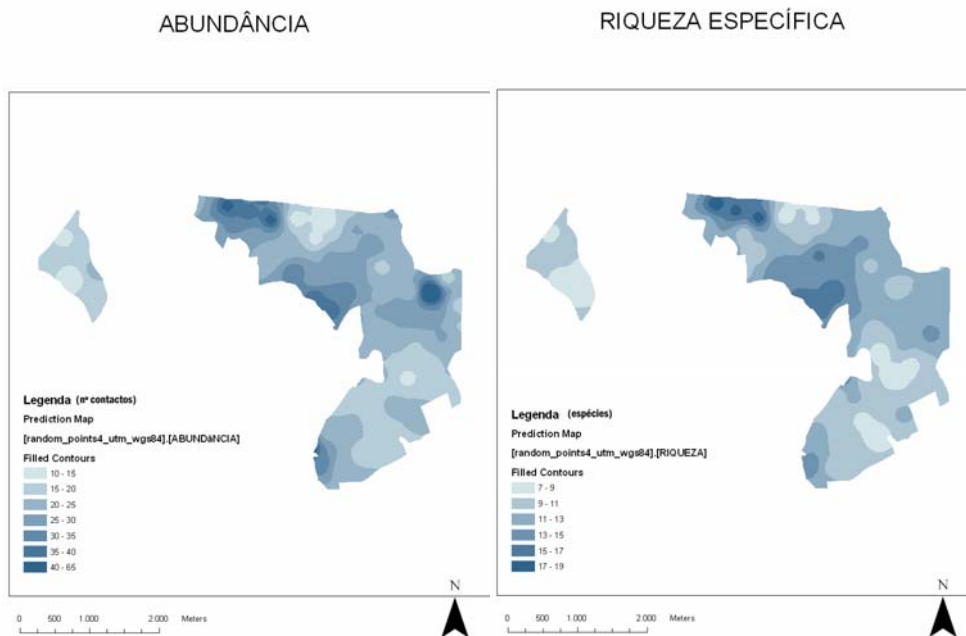 ABUNDÂNCIA
Legenda (nº contactos)
Prediction Map
[random_points4_utm_wgs84].[ABUNDâNCIA]
Filled Contours
10 - 15
15 - 20
20 - 25
25 - 30
30 - 35
35 - 40
40 - 65
0 500 1.000 2.000 Meters
N
RIQUEZA ESPECÍFICA
Legenda (espécies)
Prediction Map
[random_points4_utm_wgs84].[RIQUEZA]
Filled Contours
7 - 9
9 - 11
11 - 13
13 - 15
15 - 17
17 - 19
0 500 1.000 2.000 Meters
N